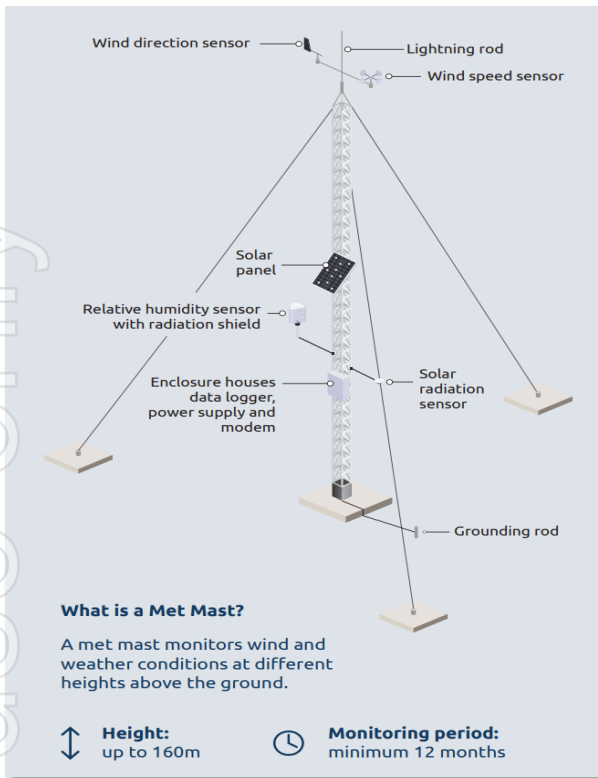 Wind direction sensor
Lightning rod
Wind speed sensor
Solar
panel
Relative humidity sensor
with radiation shield
Enclosure houses
data logger,
power supply and
modem
Solar
radiation
sensor
Grounding rod
What is a Met Mast?
A met mast monitors wind and
weather conditions at different
heights above the ground.
Height:
up to 160m
Monitoring period:
minimum 12 months